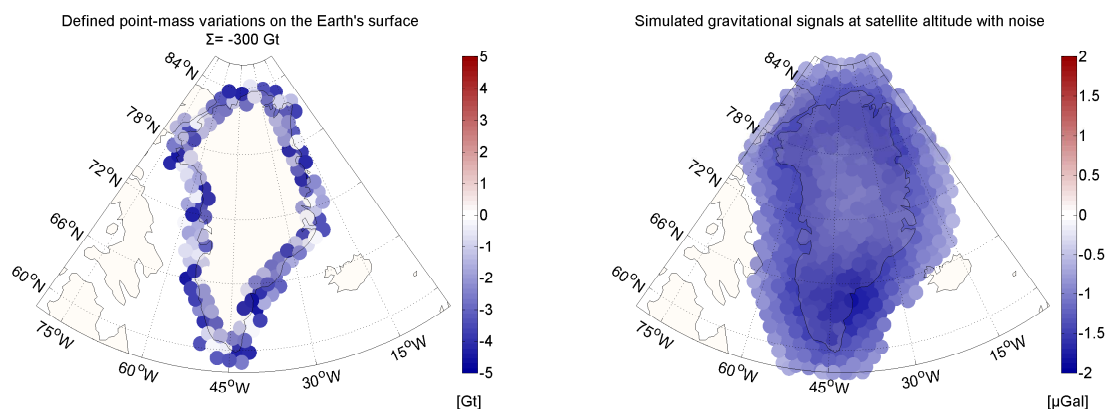 Defined point-mass variations on the Earth's surface
Σ= -300 Gt
84°N
78°N
72°N
66°N
60°N
75°W
60°W
45°W
30°W
15°W
5
4
3
2
1
0
-1
-2
-3
-4
-5
[Gt]
Simulated gravitational signals at satellite altitude with noise
84°N
78°N
72°N
66°N
60°N
75°W
60°W
45°W
30°W
15°W
2
1.5
1
0.5
0
-0.5
-1
-1.5
-2
[µGal]